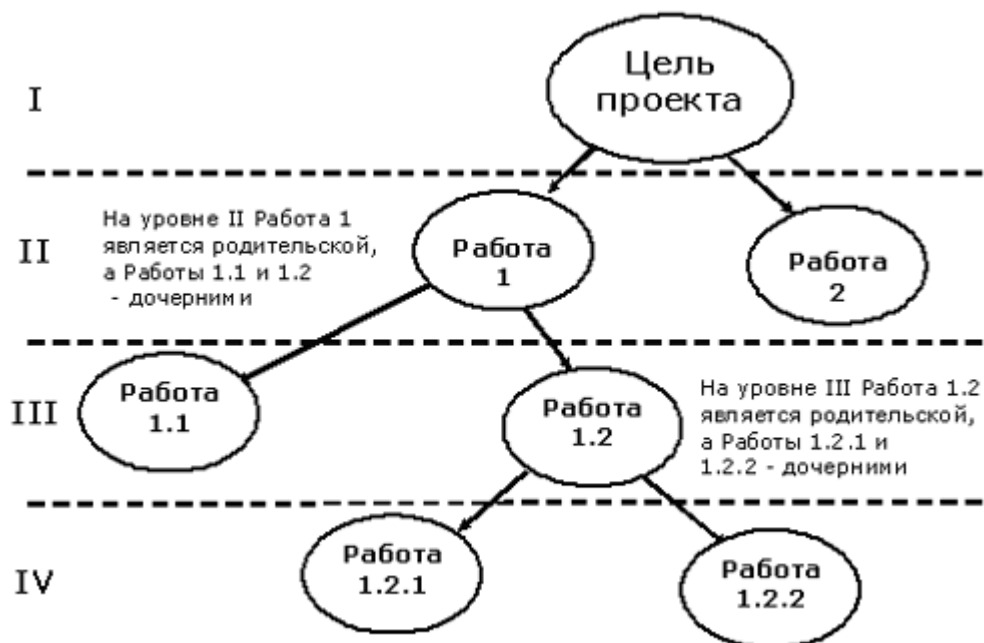 I
Цель
проекта
II
На уровне II Работа 1
является родительской,
а Работы 1.1 и 1.2
- дочерними
Работа
1
Работа
2
III
Работа
1.1
Работа
1.2
На уровне III Работа 1.2
является родительской,
а Работы 1.2.1 и
1.2.2 - дочерними
IV
Работа
1.2.1
Работа
1.2.2